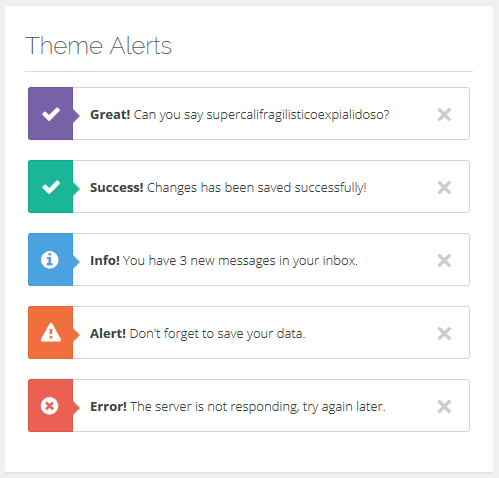 Theme Alerts
Great! Can you say supercalifragilisticoexpialidoso?
Success! Changes has been saved successfully!
Info! You have 3 new messages in your inbox.
Alert! Don't forget to save your data.
Error! The server is not responding, try again later.